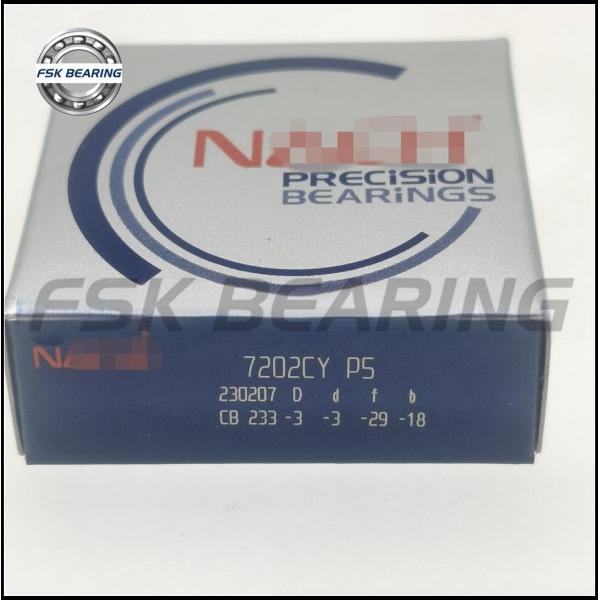 FSK BEARING
PRECiSiON
BEARiNGS
FSK BEARING
7202CY P5
230207 D d f b
CB 233 -3 -3 -29 -18